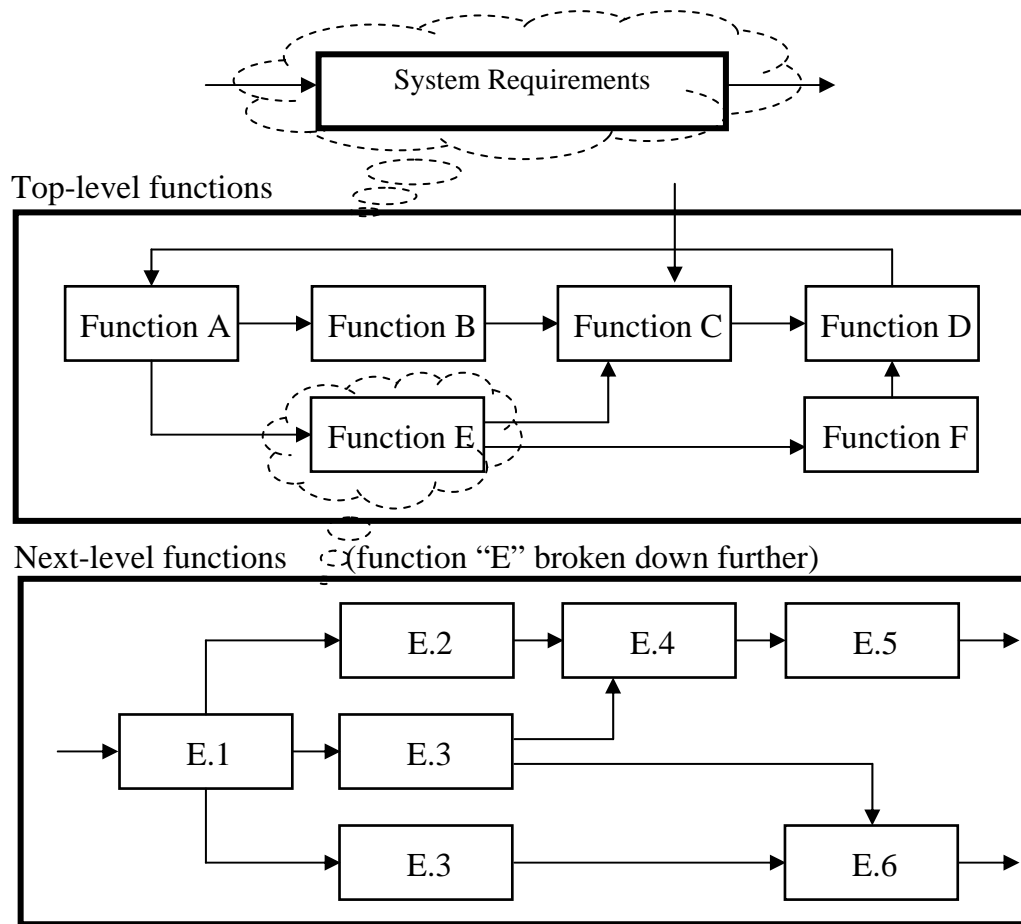 System Requirements
Top-level functions
Function A
Function B
Function C
Function D
Function E
Function F
Next-level functions (function “E” broken down further)
E.2
E.4
E.5
E.1
E.3
E.3
E.6